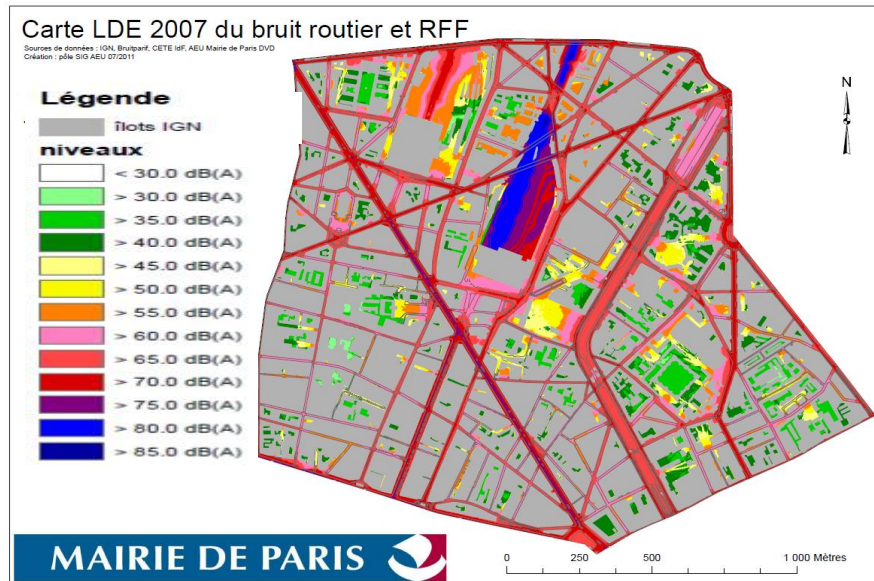 Carte LDE 2007 du bruit routier et RFF
Sources de données : IGN, Bruitparif, CETE IdF, AEU Mairie de Paris DVD
Création : pôle SIG AEU 07/2011
Légende
îlots IGN
niveaux
< 30.0 dB(A)
> 30.0 dB(A)
> 35.0 dB(A)
> 40.0 dB(A)
> 45.0 dB(A)
> 50.0 dB(A)
> 55.0 dB(A)
> 60.0 dB(A)
> 65.0 dB(A)
> 70.0 dB(A)
> 75.0 dB(A)
> 80.0 dB(A)
> 85.0 dB(A)
N
MAIRIE DE PARIS
0 250 500 1 000 Mètres